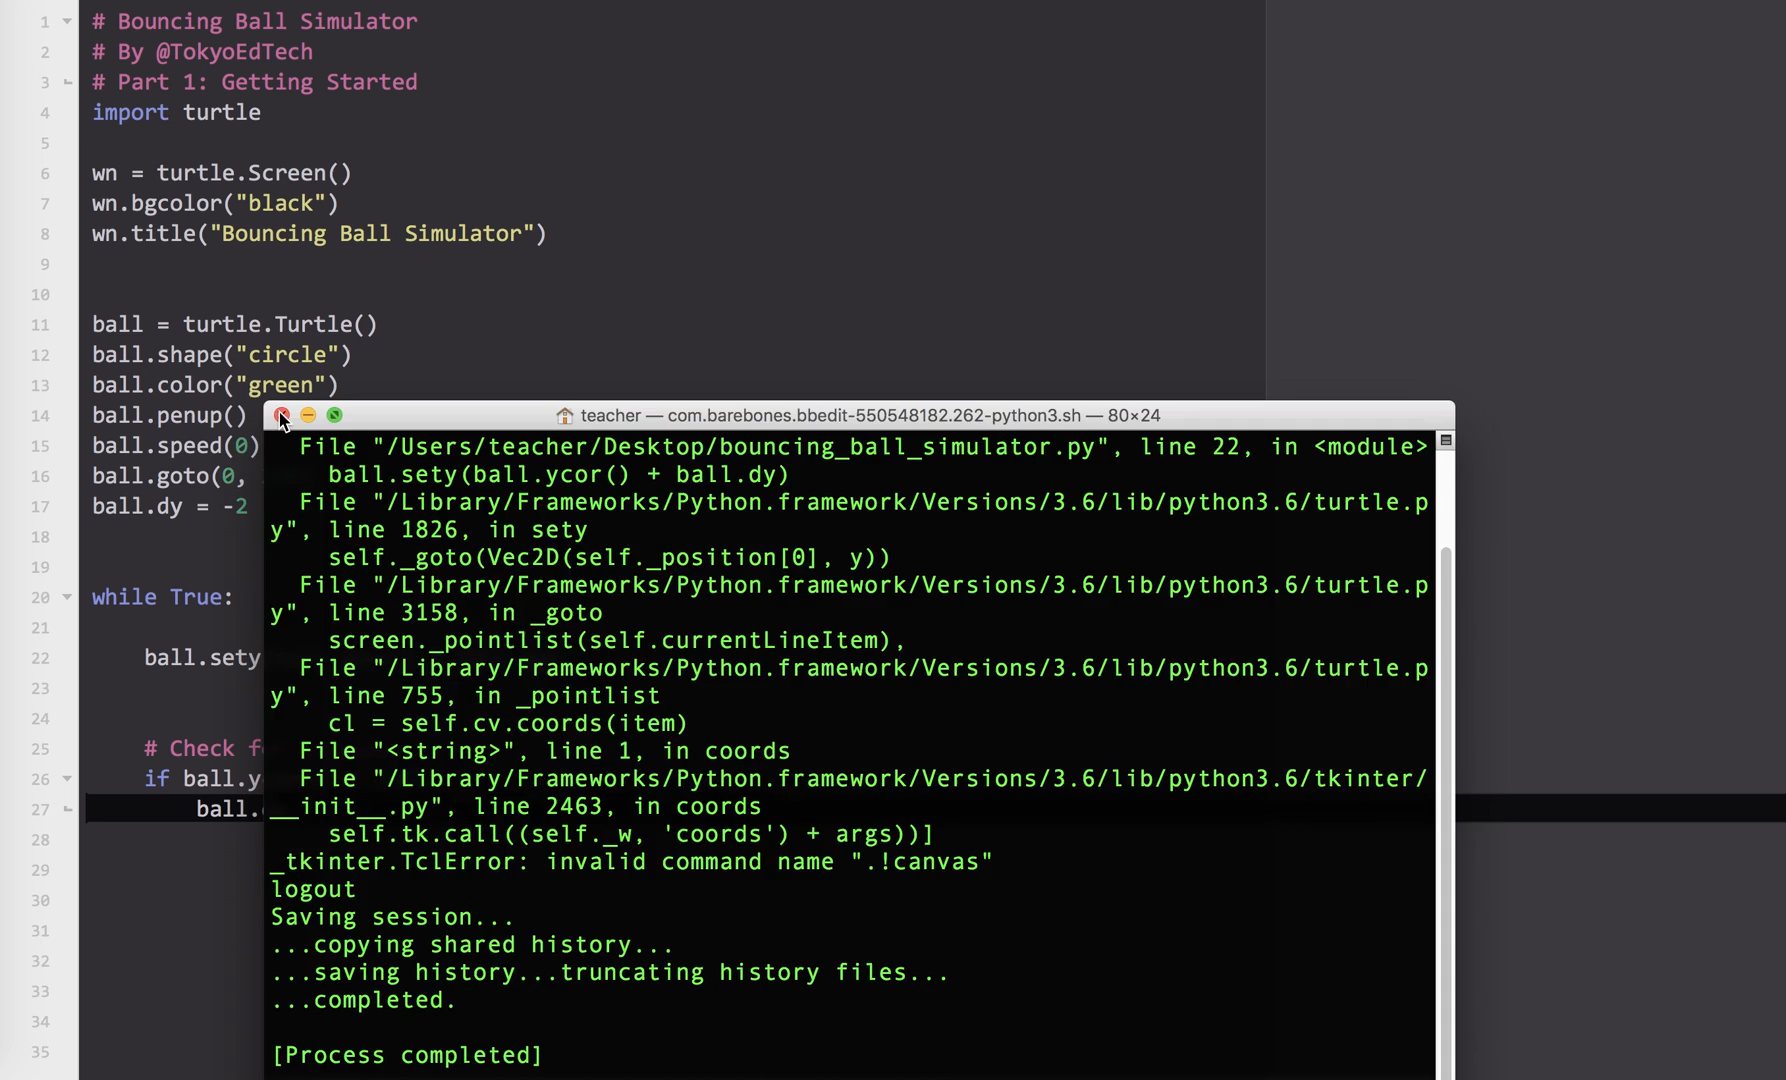 1 # Bouncing Ball Simulator
2 # By @TokyoEdTech
3 # Part 1: Getting Started
4 import turtle
5
6 wn = turtle.Screen()
7 wn.bgcolor("black")
8 wn.title("Bouncing Ball Simulator")
9
10
11 ball = turtle.Turtle()
12 ball.shape("circle")
13 ball.color("green")
14 ball.penup()
15 ball.speed(0)
16 ball.goto(0,
17 ball.dy = -2
18
19
20 while True:
21
22 ball.sety
23
24
25 # Check f
26 if ball.y
27 ball.
28
29
30
31
32
33
34
35
teacher — com.barebones.bbedit-550548182.262-python3.sh — 80×24
File "/Users/teacher/Desktop/bouncing_ball_simulator.py", line 22, in <module>
ball.sety(ball.ycor() + ball.dy)
File "/Library/Frameworks/Python.framework/Versions/3.6/lib/python3.6/turtle.p
y", line 1826, in sety
self._goto(Vec2D(self._position[0], y))
File "/Library/Frameworks/Python.framework/Versions/3.6/lib/python3.6/turtle.p
y", line 3158, in _goto
screen._pointlist(self.currentLineItem),
File "/Library/Frameworks/Python.framework/Versions/3.6/lib/python3.6/turtle.p
y", line 755, in _pointlist
cl = self.cv.coords(item)
File "<string>", line 1, in coords
File "/Library/Frameworks/Python.framework/Versions/3.6/lib/python3.6/tkinter/
__init__.py", line 2463, in coords
self.tk.call((self._w, 'coords') + args))]
_tkinter.TclError: invalid command name ".!canvas"
logout
Saving session...
...copying shared history...
...saving history...truncating history files...
...completed.

[Process completed]